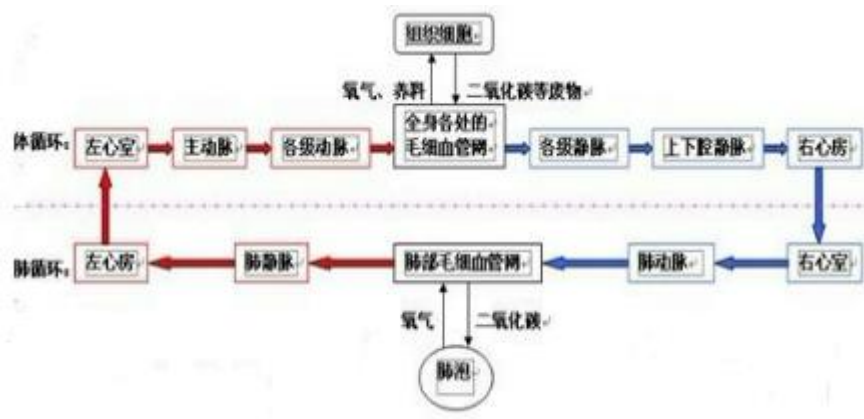 组织细胞
氧气、养料 二氧化碳等废物
体循环: 左心室 主动脉 各级动脉 全身各处的 各级静脉 上下腔静脉 右心房
毛细血管网
肺循环: 左心房 肺静脉 肺部毛细血管网 肺动脉 右心室
氧气 二氧化碳
肺泡